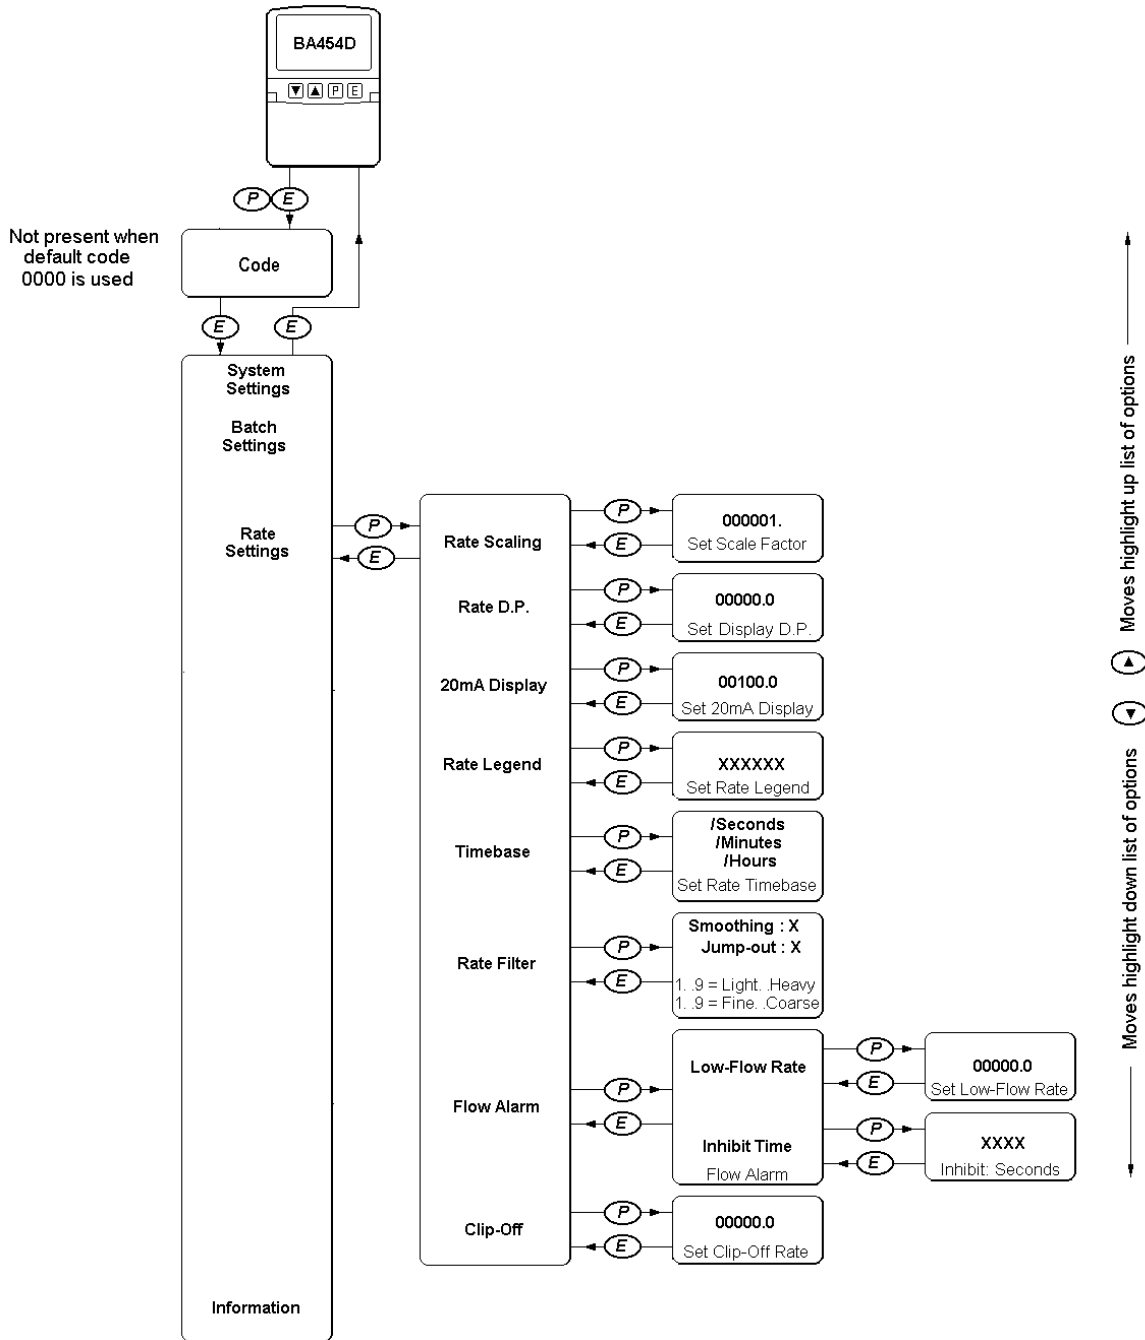 BA454D
P E
P E
Not present when
default code
0000 is used
Code
E E
System
Settings
Batch
Settings
Rate
Settings
P
E
Rate Scaling
P
E
000001.
Set Scale Factor
Rate D.P.
P
E
00000.0
Set Display D.P.
20mA Display
P
E
00100.0
Set 20mA Display
Rate Legend
P
E
XXXXXX
Set Rate Legend
Timebase
P
E
/Seconds
/Minutes
/Hours
Set Rate Timebase
Rate Filter
P
E
Smoothing : X
Jump-out : X
1. .9 = Light. .Heavy
1. .9 = Fine. .Coarse
Flow Alarm
P
E
Low-Flow Rate
P
E
00000.0
Set Low-Flow Rate
Inhibit Time
Flow Alarm
P
E
XXXX
Inhibit: Seconds
Clip-Off
P
E
00000.0
Set Clip-Off Rate
Information
Moves highlight up list of options
Moves highlight down list of options